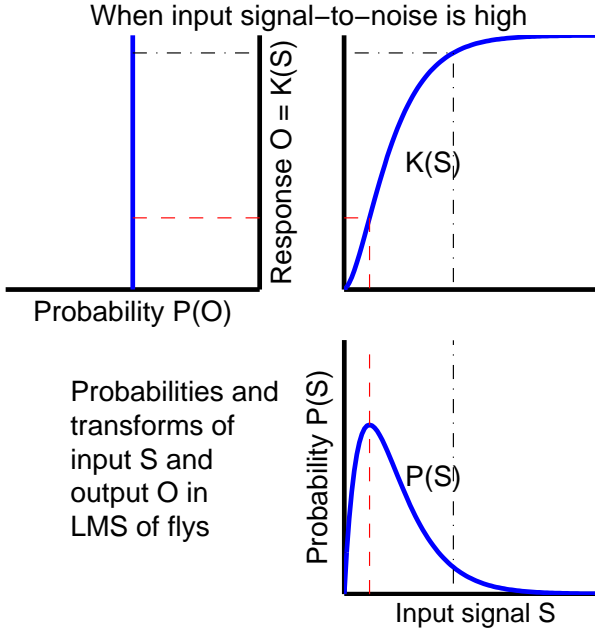 When input signal−to−noise is high
Response O = K(S)
K(S)
Probability P(O)
Probabilities and
transforms of
input S and
output O in
LMS of flys
Probability P(S)
P(S)
Input signal S